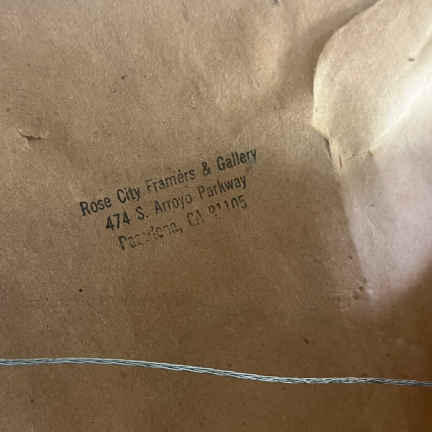 Rose City Framers & Gallery
474 S. Arroyo Parkway
Pasadena, CA 91105